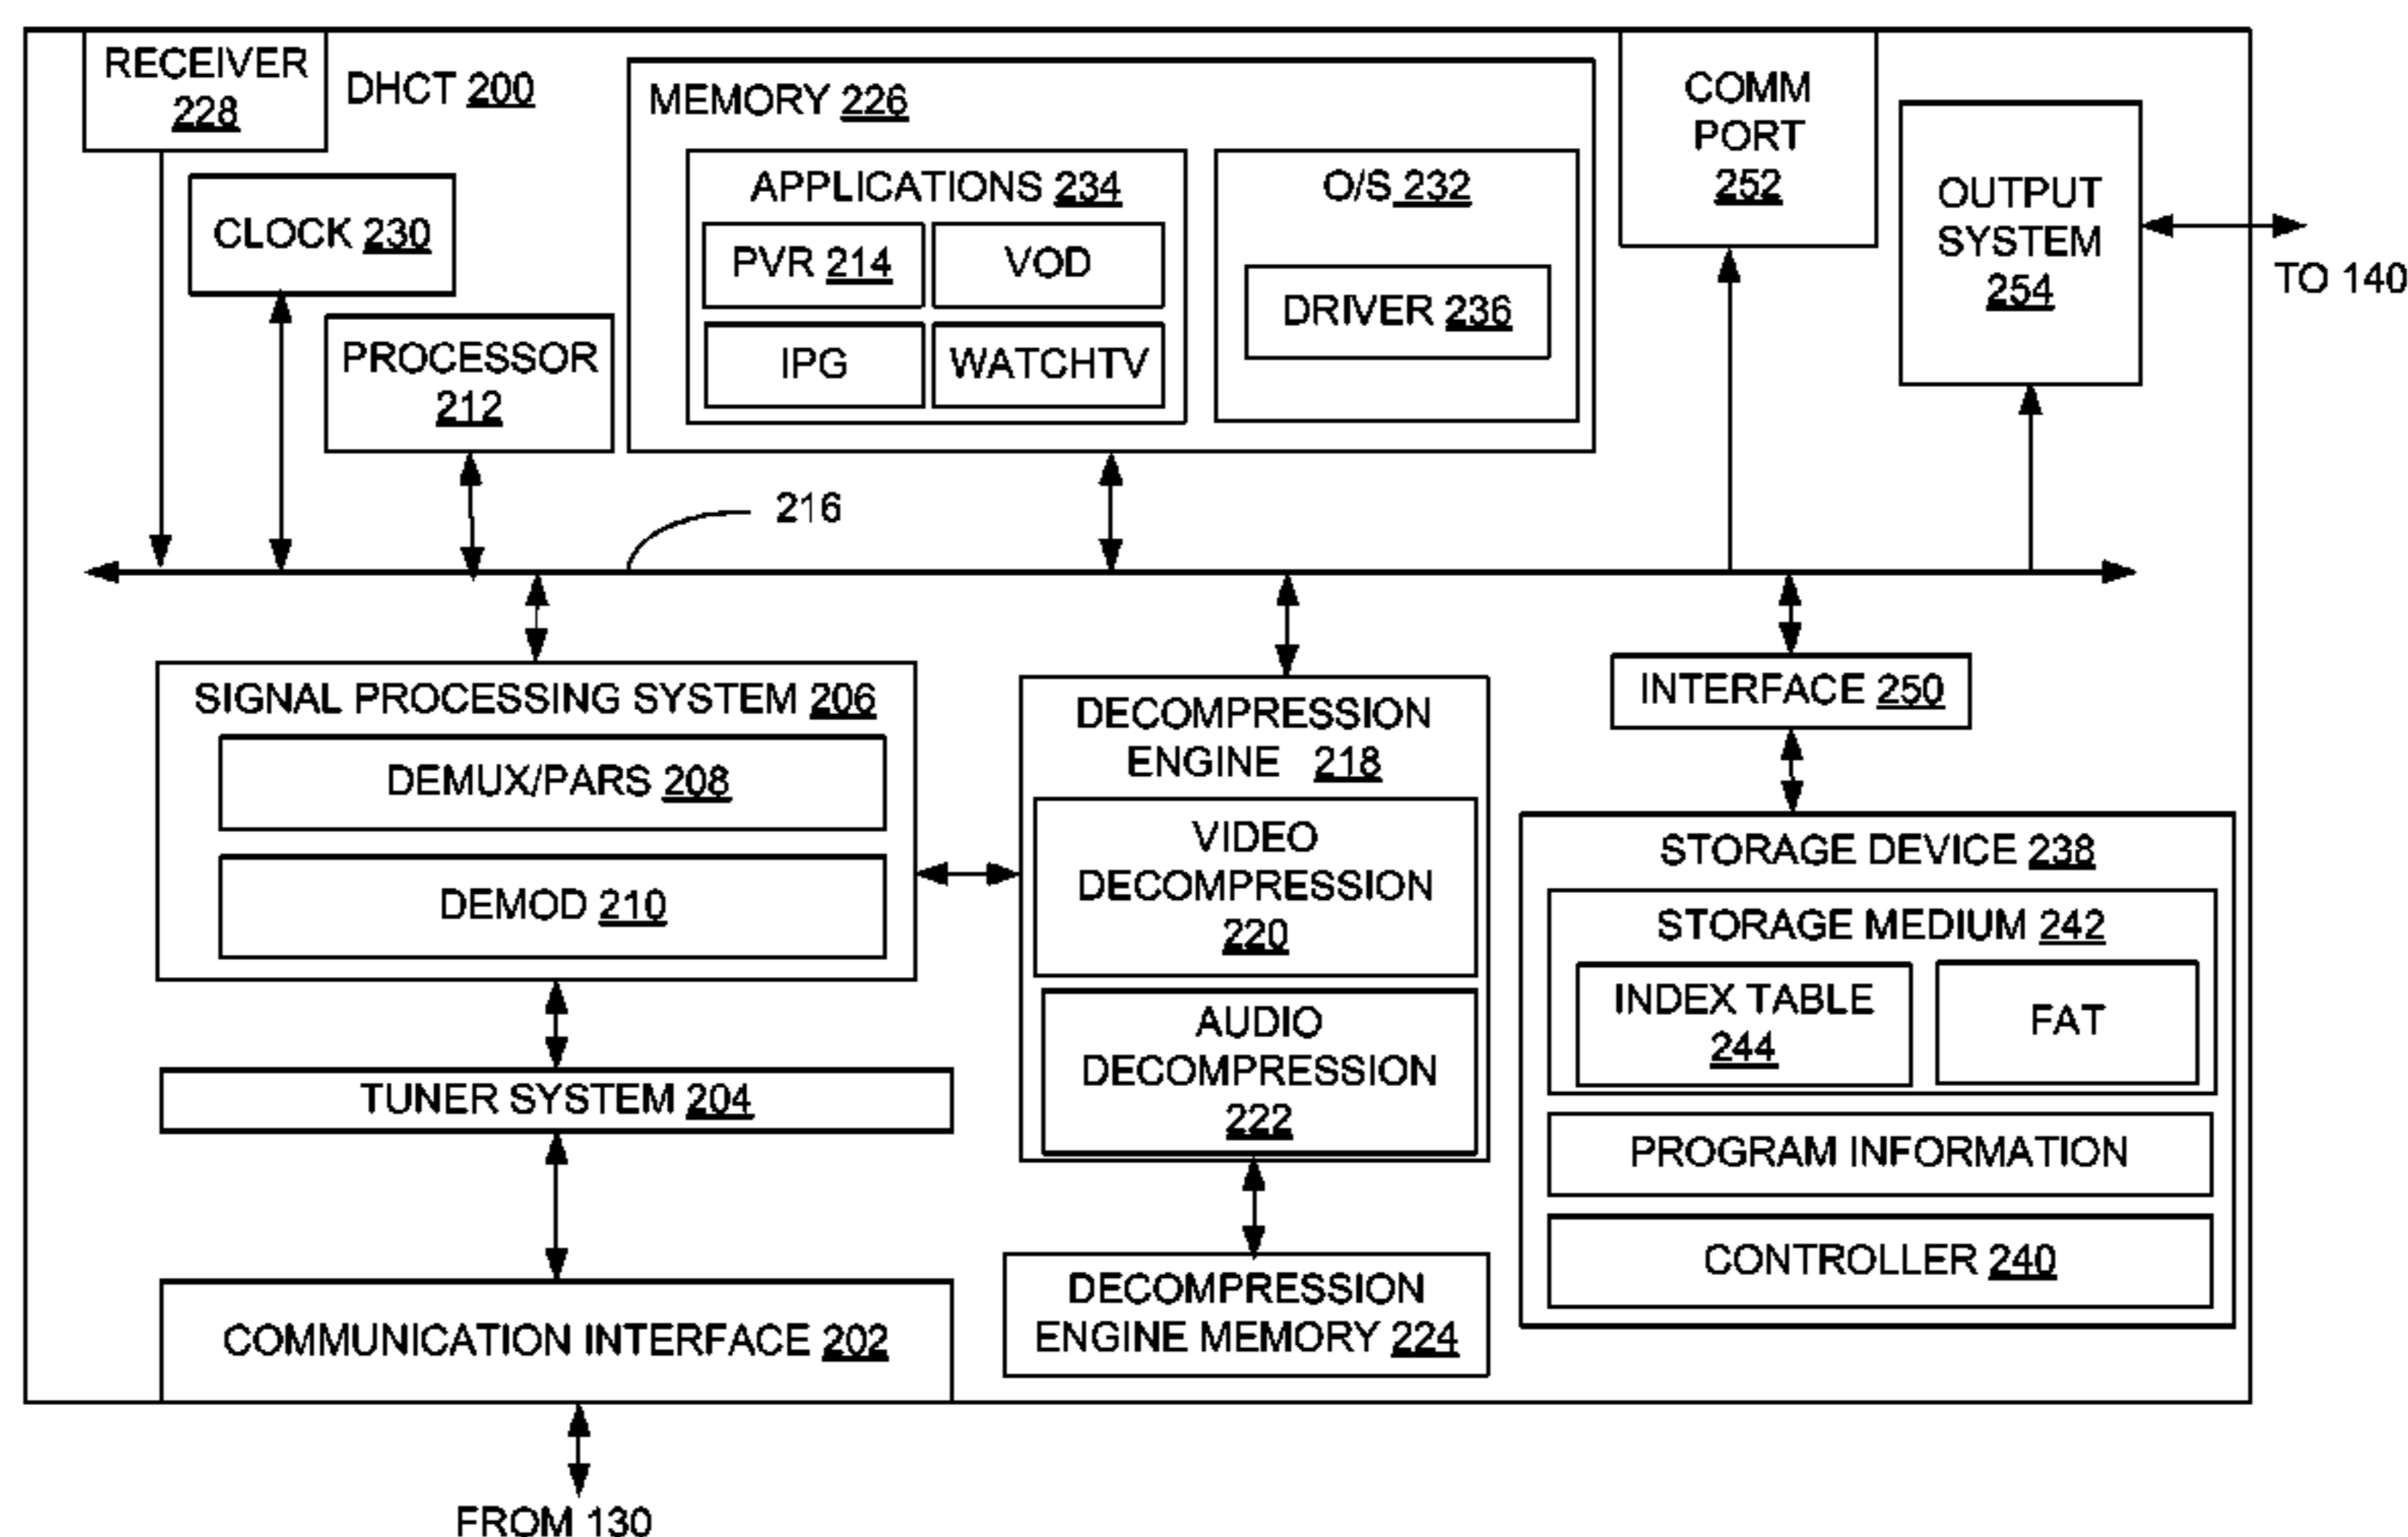 RECEIVER
228
DHCT 200
MEMORY 226
COMM
PORT
252
CLOCK 230
APPLICATIONS 234
O/S 232
OUTPUT
SYSTEM
254
PVR 214
VOD
TO 140
DRIVER 236
PROCESSOR
212
IPG
WATCHTV
216
SIGNAL PROCESSING SYSTEM 206
DEMUX/PARS 208
DEMOD 210
DECOMPRESSION
ENGINE 218
VIDEO
DECOMPRESSION
220
AUDIO
DECOMPRESSION
222
INTERFACE 250
STORAGE DEVICE 238
STORAGE MEDIUM 242
INDEX TABLE
244
FAT
PROGRAM INFORMATION
CONTROLLER 240
TUNER SYSTEM 204
COMMUNICATION INTERFACE 202
DECOMPRESSION
ENGINE MEMORY 224
FROM 130